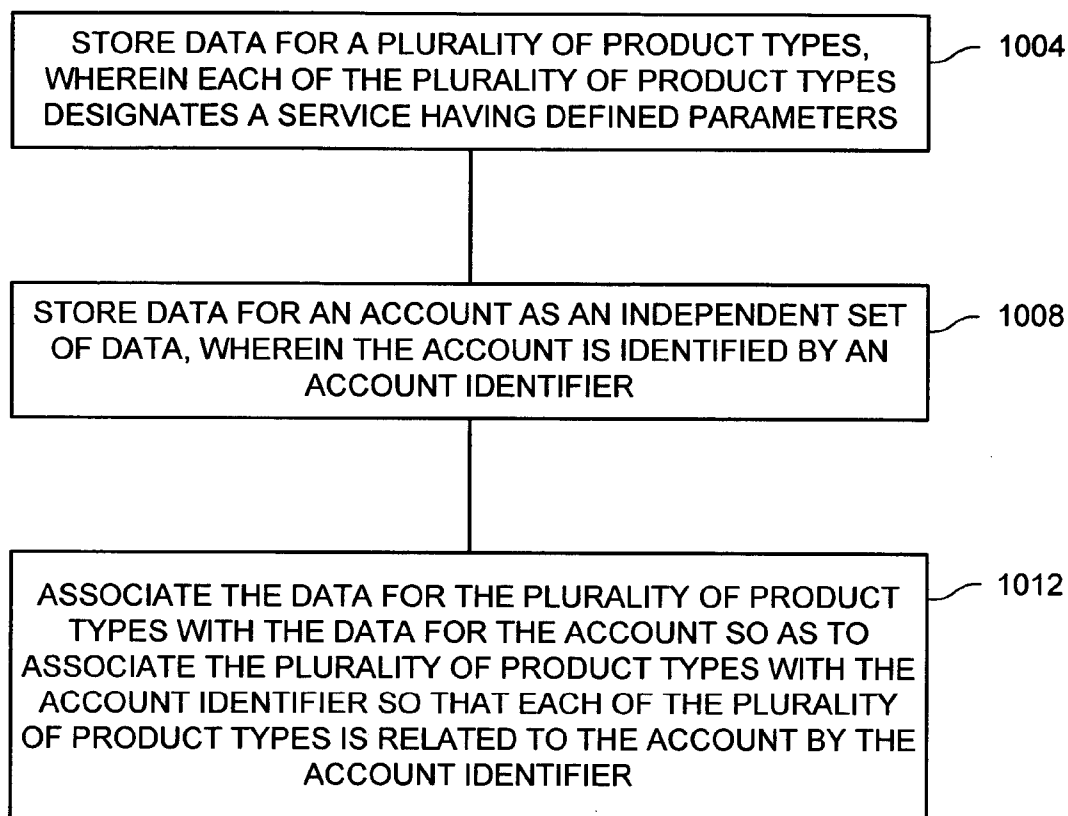 STORE DATA FOR A PLURALITY OF PRODUCT TYPES,
WHEREIN EACH OF THE PLURALITY OF PRODUCT TYPES
DESIGNATES A SERVICE HAVING DEFINED PARAMETERS
1004
STORE DATA FOR AN ACCOUNT AS AN INDEPENDENT SET
OF DATA, WHEREIN THE ACCOUNT IS IDENTIFIED BY AN
ACCOUNT IDENTIFIER
1008
ASSOCIATE THE DATA FOR THE PLURALITY OF PRODUCT
TYPES WITH THE DATA FOR THE ACCOUNT SO AS TO
ASSOCIATE THE PLURALITY OF PRODUCT TYPES WITH THE
ACCOUNT IDENTIFIER SO THAT EACH OF THE PLURALITY
OF PRODUCT TYPES IS RELATED TO THE ACCOUNT BY THE
ACCOUNT IDENTIFIER
1012